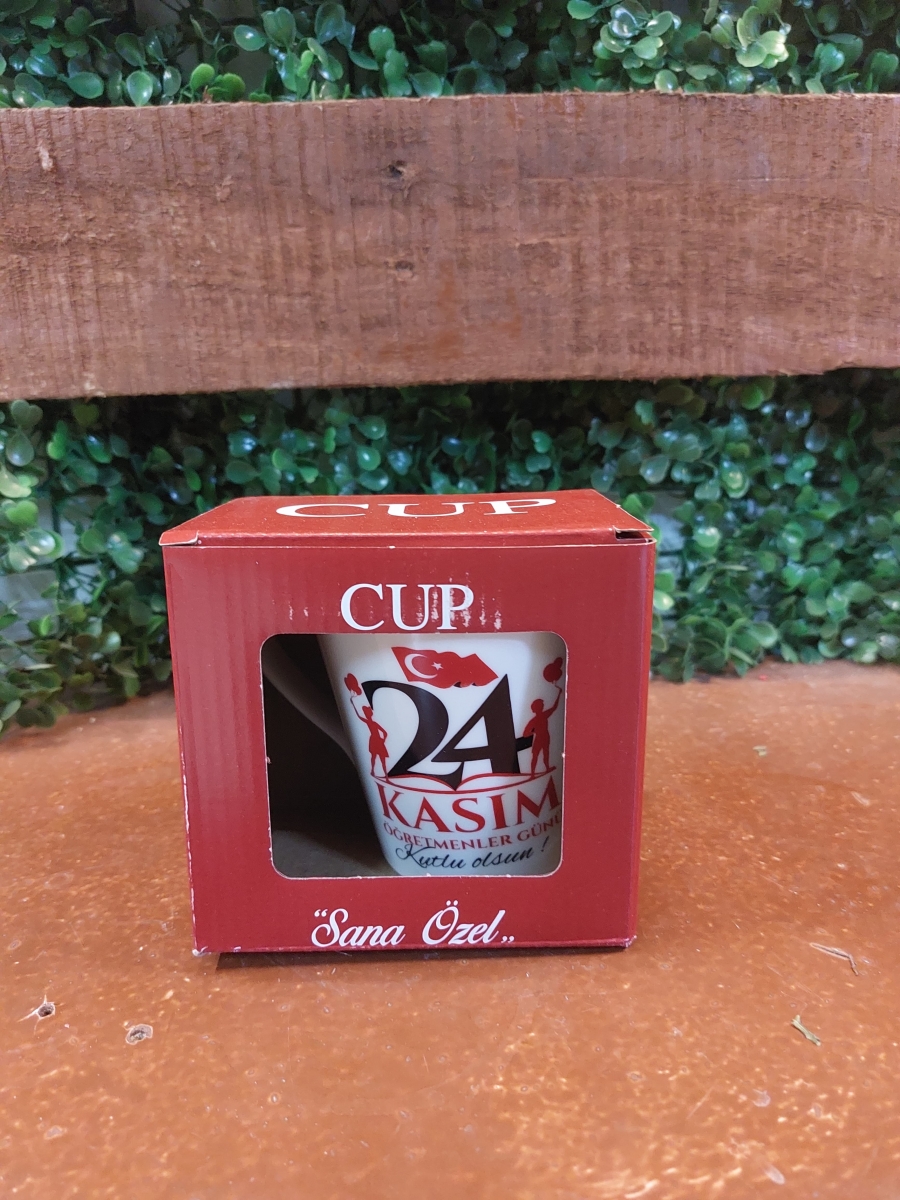 CUP
CUP
24
KASIM
ÖĞRETMENLER GÜNÜ
Kutlu olsun !
“Sana Özel„